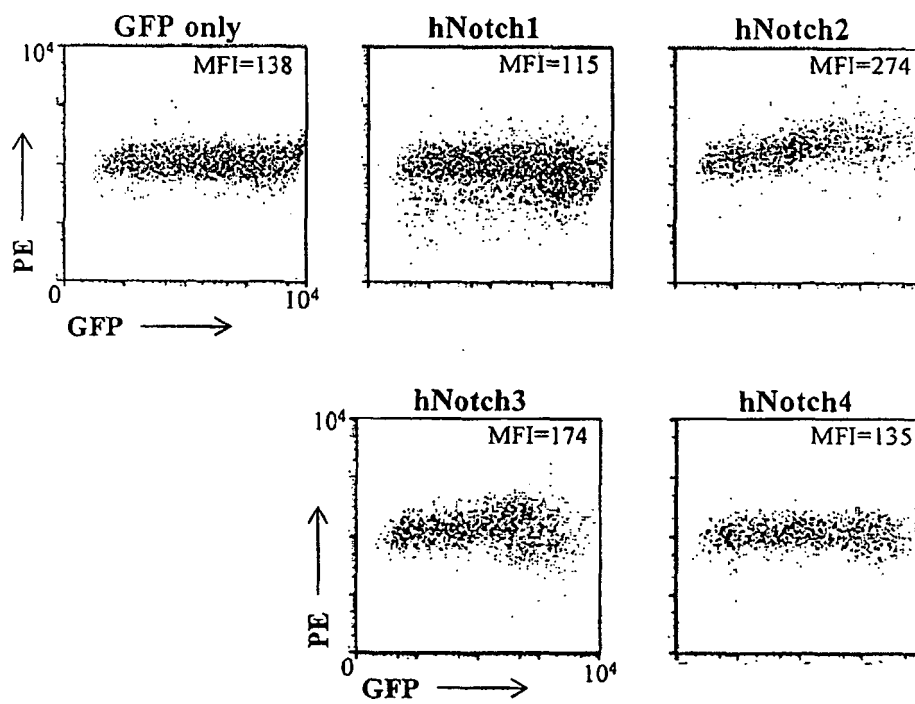 GFP only
hNotch1
hNotch2
10⁴
MFI=138
MFI=115
MFI=274
PE
0
10⁴
GFP
hNotch3
hNotch4
10⁴
MFI=174
MFI=135
PE
0
10⁴
GFP